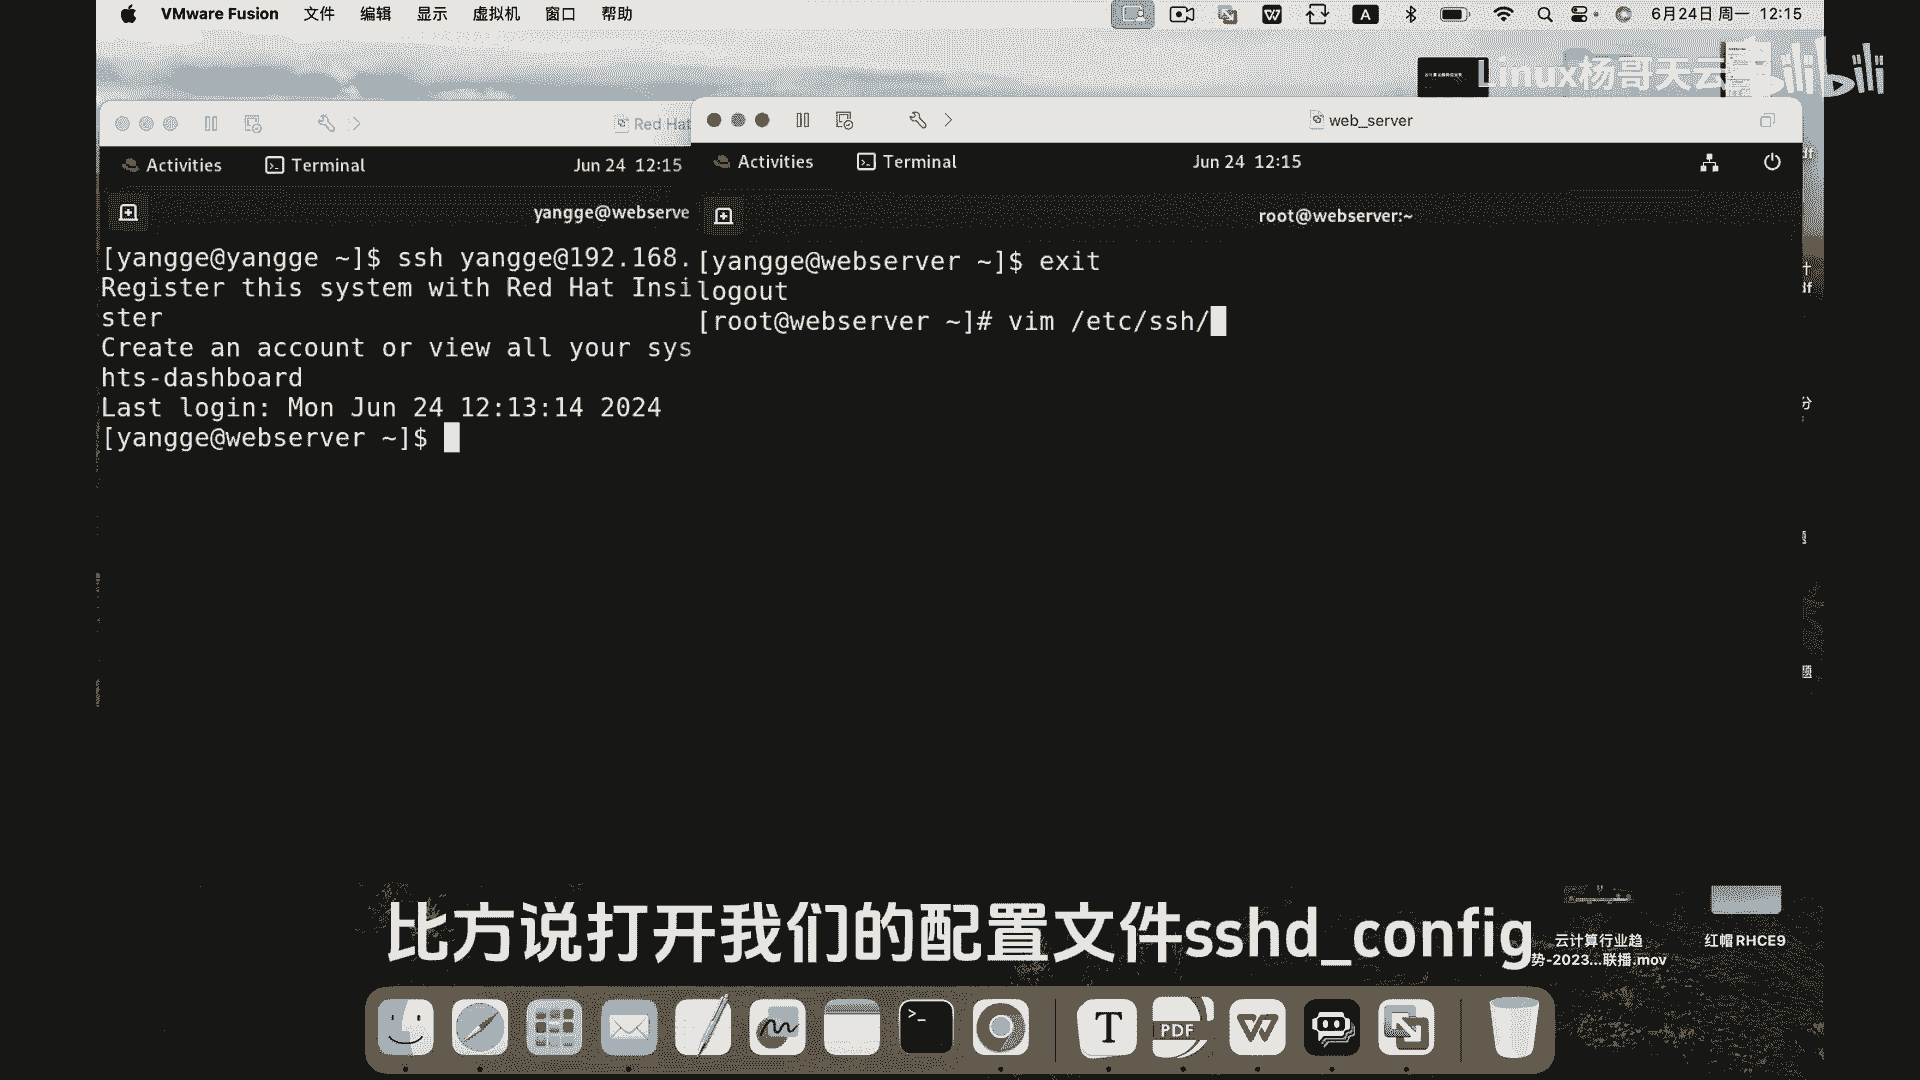 VMware Fusion 文件 编辑 显示 虚拟机 窗口 帮助
A
6月24日 周一 12:15
Linux杨哥天云
bilibili
Red Hat
web_server
Activities Terminal Jun 24 12:15
Activities Terminal Jun 24 12:15
yangge@webserve
root@webserver:~
[yangge@yangge ~]$ ssh yangge@192.168.
Register this system with Red Hat Insi
ster
Create an account or view all your sys
hts-dashboard
Last login: Mon Jun 24 12:13:14 2024
[yangge@webserver ~]$
[yangge@webserver ~]$ exit
logout
[root@webserver ~]# vim /etc/ssh/
比方说打开我们的配置文件sshd_config
云计算行业趋
势-2023...联播.mov
红帽RHCE9
T
PDF
W